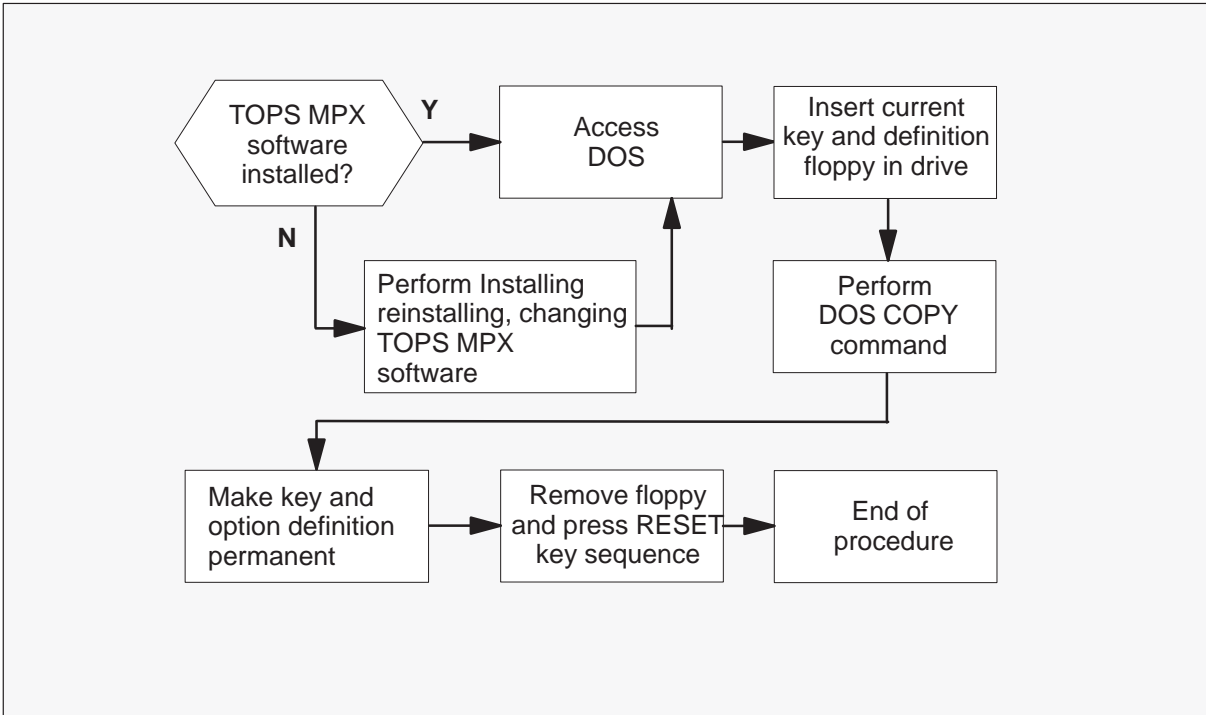 TOPS MPX
software
installed?
Y
Access
DOS
Insert current
key and definition
floppy in drive
N
Perform Installing
reinstalling, changing
TOPS MPX
software
Perform
DOS COPY
command
Make key and
option definition
permanent
Remove floppy
and press RESET
key sequence
End of
procedure